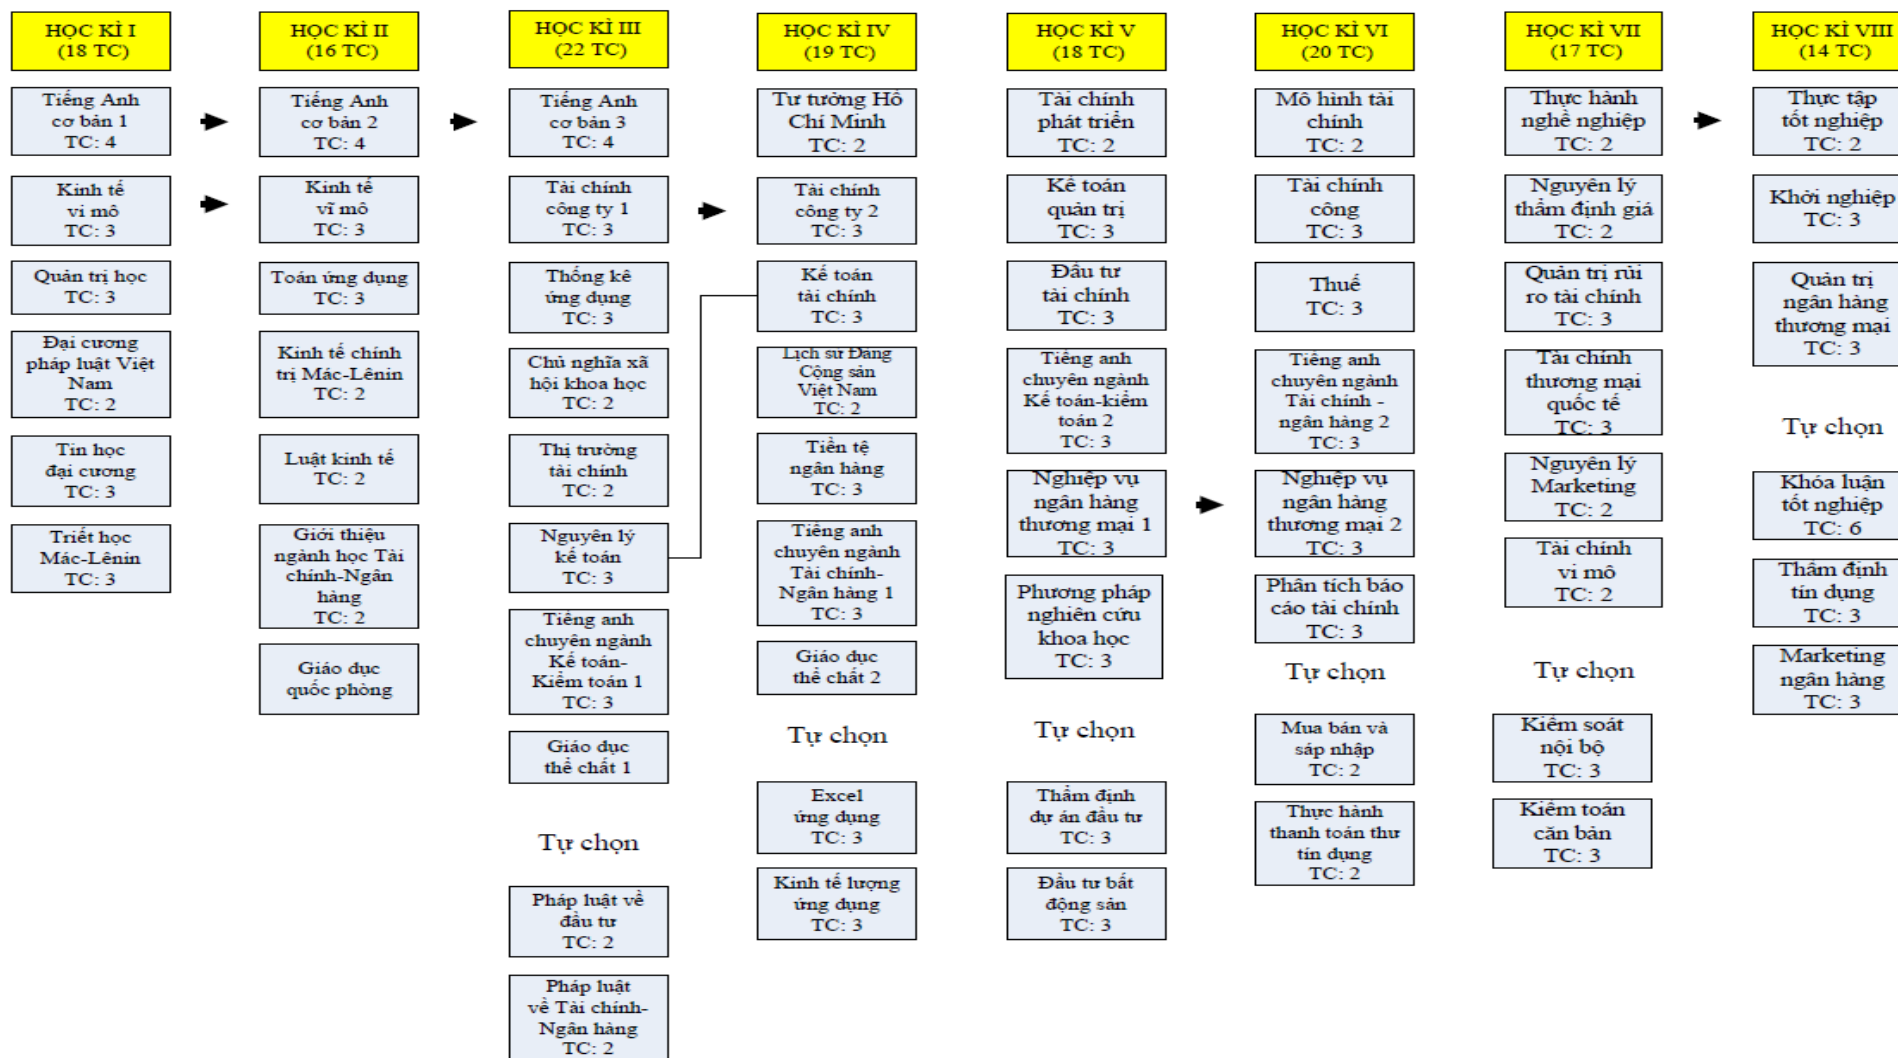 HỌC KÌ I
(18 TC)
Tiếng Anh
cơ bản 1
TC: 4
Kinh tế
vi mô
TC: 3
Quản trị học
TC: 3
Đại cương
pháp luật Việt
Nam
TC: 2
Tin học
đại cương
TC: 3
Triết học
Mác-Lênin
TC: 3
HỌC KÌ II
(16 TC)
Tiếng Anh
cơ bản 2
TC: 4
Kinh tế
vĩ mô
TC: 3
Toán ứng dụng
TC: 3
Kinh tế chính
trị Mác-Lênin
TC: 2
Luật kinh tế
TC: 2
Giới thiệu
ngành học Tài
chính-Ngân
hàng
TC: 2
Giáo dục
quốc phòng
HỌC KÌ III
(22 TC)
Tiếng Anh
cơ bản 3
TC: 4
Tài chính
công ty 1
TC: 3
Thống kê
ứng dụng
TC: 3
Chủ nghĩa xã
hội khoa học
TC: 2
Thị trường
tài chính
TC: 2
Nguyên lý
kế toán
TC: 3
Tiếng anh
chuyên ngành
Kế toán-
Kiểm toán 1
TC: 3
Giáo dục
thể chất 1
Tự chọn
Pháp luật về
đầu tư
TC: 2
Pháp luật
về Tài chính-
Ngân hàng
TC: 2
HỌC KÌ IV
(19 TC)
Tư tưởng Hồ
Chí Minh
TC: 2
Tài chính
công ty 2
TC: 3
Kế toán
tài chính
TC: 3
Lịch sử Đảng
Cộng sản
Việt Nam
TC: 2
Tiền tệ
ngân hàng
TC: 3
Tiếng anh
chuyên ngành
Tài chính-
Ngân hàng 1
TC: 3
Giáo dục
thể chất 2
Tự chọn
Excel
ứng dụng
TC: 3
Kinh tế lượng
ứng dụng
TC: 3
HỌC KÌ V
(18 TC)
Tài chính
phát triển
TC: 2
Kế toán
quản trị
TC: 3
Đầu tư
tài chính
TC: 3
Tiếng anh
chuyên ngành
Kế toán-kiểm
toán 2
TC: 3
Nghiệp vụ
ngân hàng
thương mại 1
TC: 3
Phương pháp
nghiên cứu
khoa học
TC: 3
Tự chọn
Thẩm định
dự án đầu tư
TC: 3
Đầu tư bất
động sản
TC: 3
HỌC KÌ VI
(20 TC)
Mô hình tài
chính
TC: 2
Tài chính
công
TC: 3
Thuế
TC: 3
Tiếng anh
chuyên ngành
Tài chính -
ngân hàng 2
TC: 3
Nghiệp vụ
ngân hàng
thương mại 2
TC: 3
Phân tích báo
cáo tài chính
TC: 3
Tự chọn
Mua bán và
sáp nhập
TC: 2
Thực hành
thanh toán thư
tín dụng
TC: 2
HỌC KÌ VII
(17 TC)
Thực hành
nghề nghiệp
TC: 2
Nguyên lý
thẩm định giá
TC: 2
Quản trị rủi
ro tài chính
TC: 3
Tài chính
thương mại
quốc tế
TC: 3
Nguyên lý
Marketing
TC: 2
Tài chính
vi mô
TC: 2
Tự chọn
Kiểm soát
nội bộ
TC: 3
Kiểm toán
căn bản
TC: 3
HỌC KÌ VIII
(14 TC)
Thực tập
tốt nghiệp
TC: 2
Khởi nghiệp
TC: 3
Quản trị
ngân hàng
thương mại
TC: 3
Tự chọn
Khóa luận
tốt nghiệp
TC: 6
Thẩm định
tín dụng
TC: 3
Marketing
ngân hàng
TC: 3